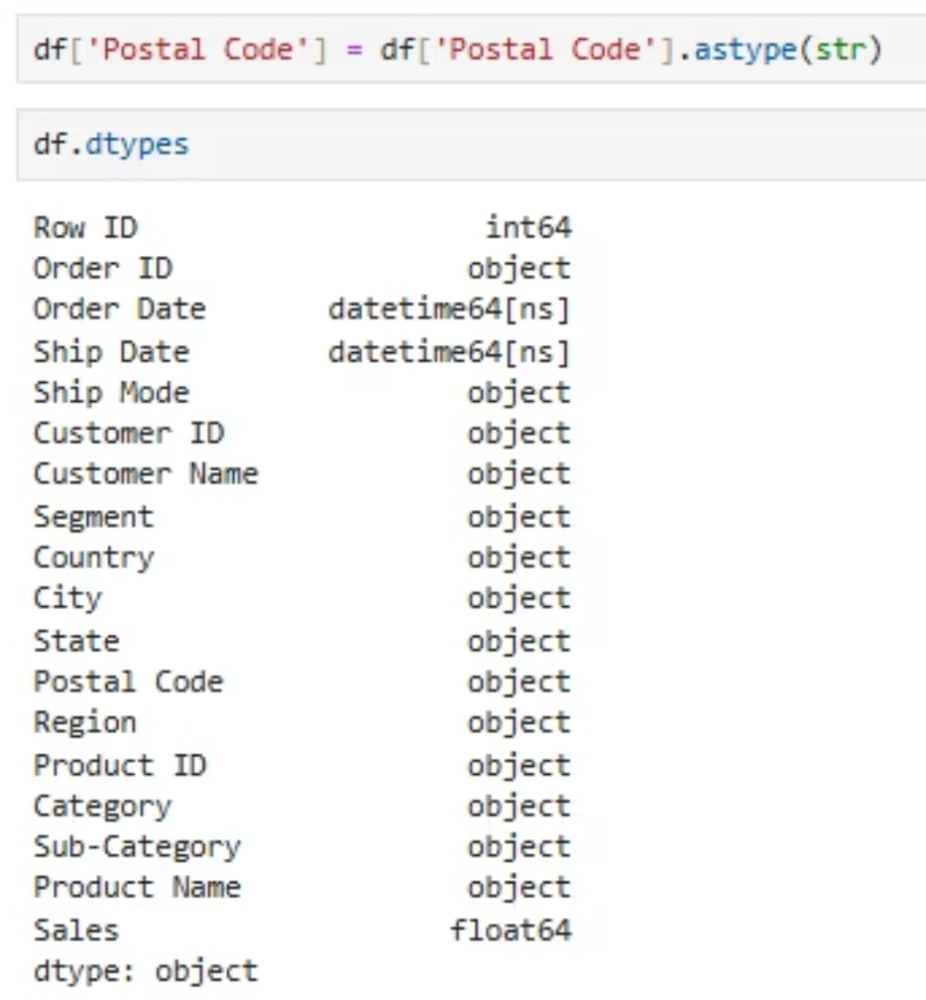 df['Postal Code'] = df['Postal Code'].astype(str)
df.dtypes
Row ID int64
Order ID object
Order Date datetime64[ns]
Ship Date datetime64[ns]
Ship Mode object
Customer ID object
Customer Name object
Segment object
Country object
City object
State object
Postal Code object
Region object
Product ID object
Category object
Sub-Category object
Product Name object
Sales float64
dtype: object